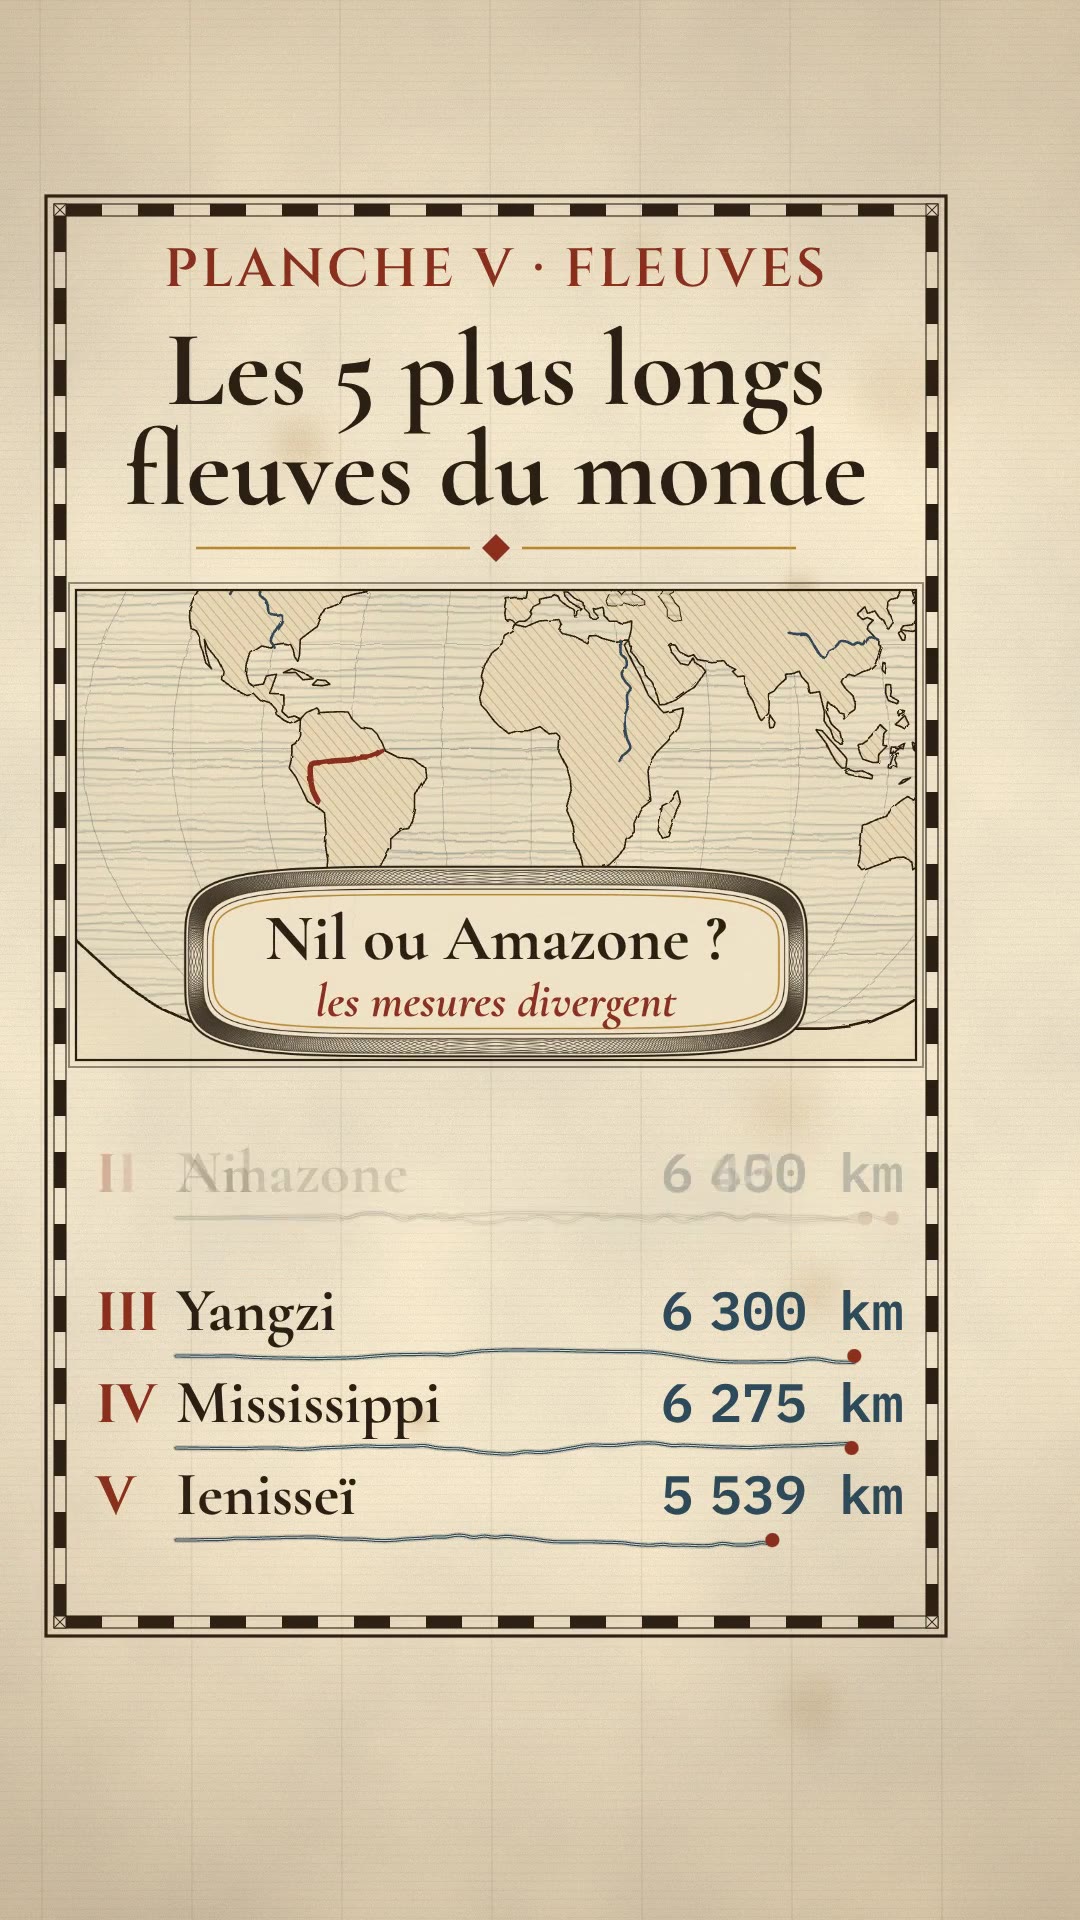 PLANCHE V · FLEUVES
Les 5 plus longs
fleuves du monde
Nil ou Amazone ?
les mesures divergent
III Yangzi 6 300 km
IV Mississippi 6 275 km
V Ienisseï 5 539 km